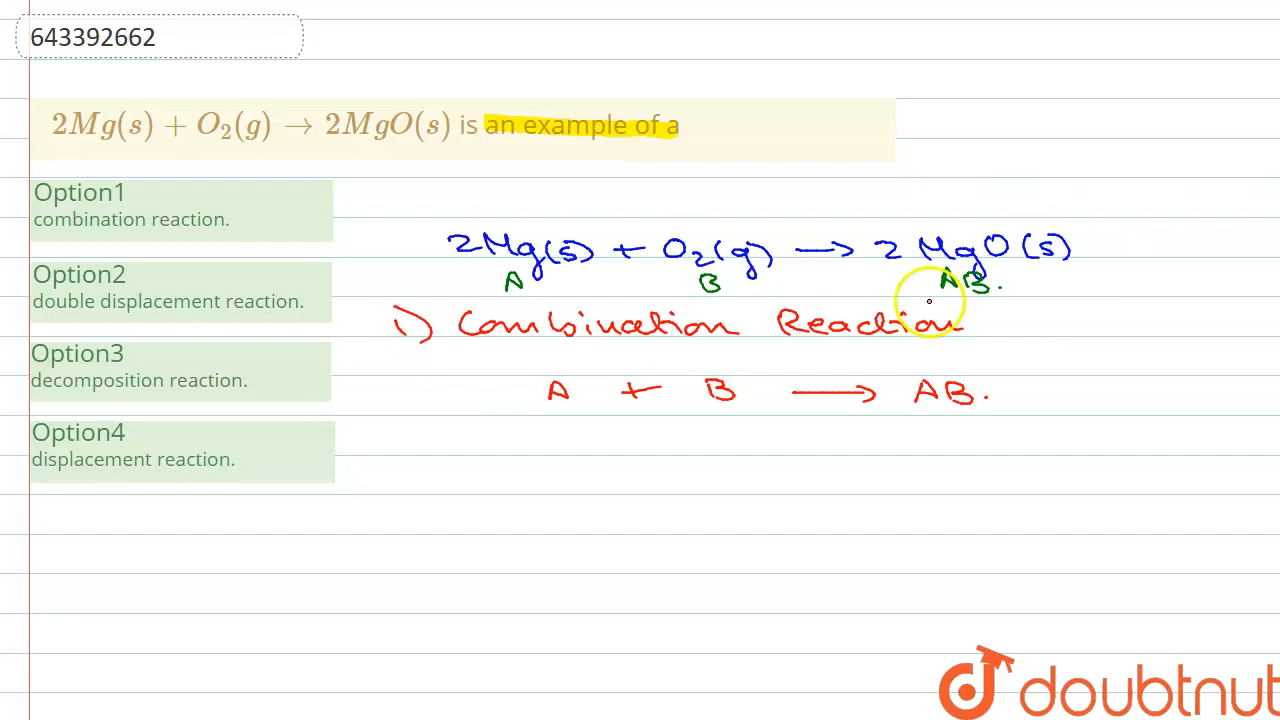 643392662
2Mg(s) + O₂(g) → 2MgO(s) is an example of a
Option1
combination reaction.
Option2
double displacement reaction.
Option3
decomposition reaction.
Option4
displacement reaction.
2Mg(s) + O₂(g) → 2MgO(s)
A B AB.
1) Combination Reaction
A + B → AB.
doubtnut